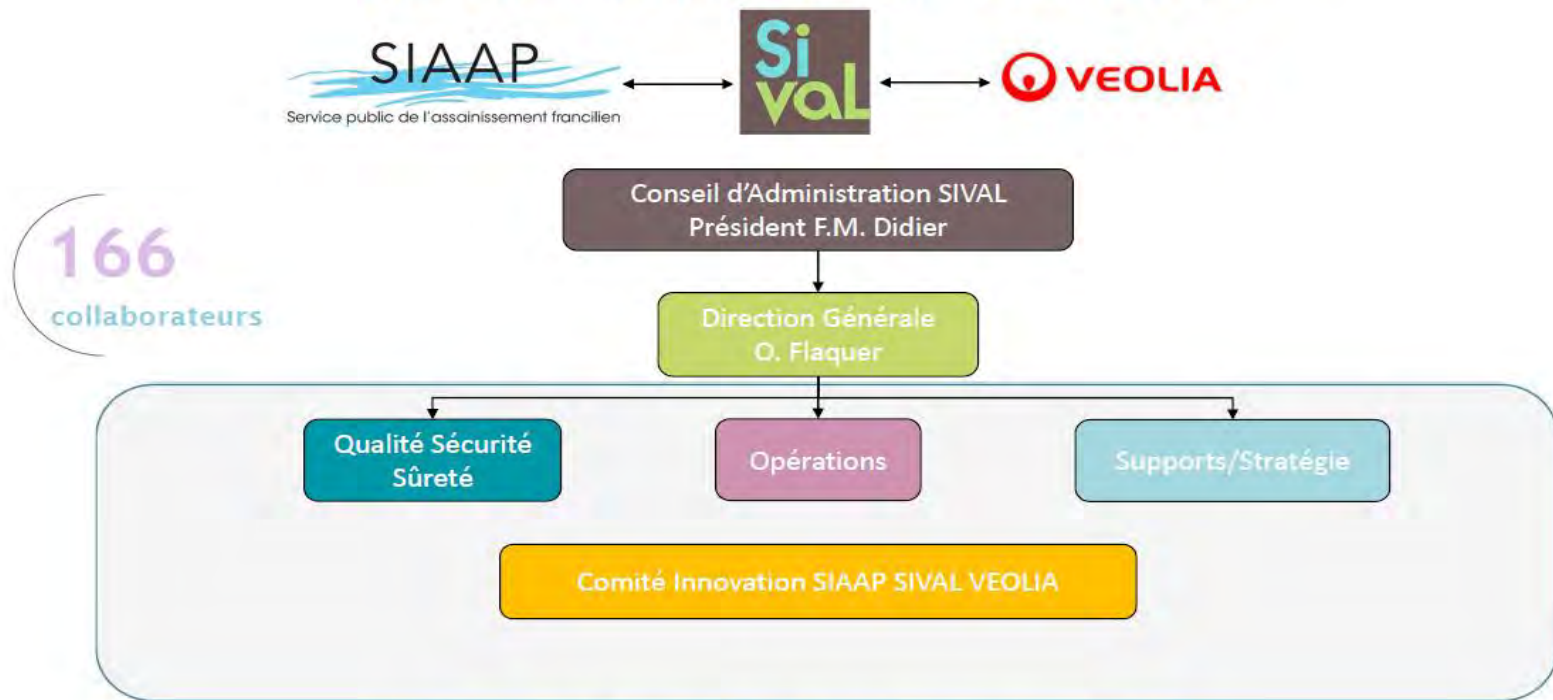 SIAAP
Service public de l'assainissement francilien
Si
vaL
VEOLIA
Conseil d'Administration SIVAL
Président F.M. Didier
166
collaborateurs
Direction Générale
O. Flaquer
Qualité Sécurité
Sûreté
Opérations
Supports/Stratégie
Comité Innovation SIAAP SIVAL VEOLIA